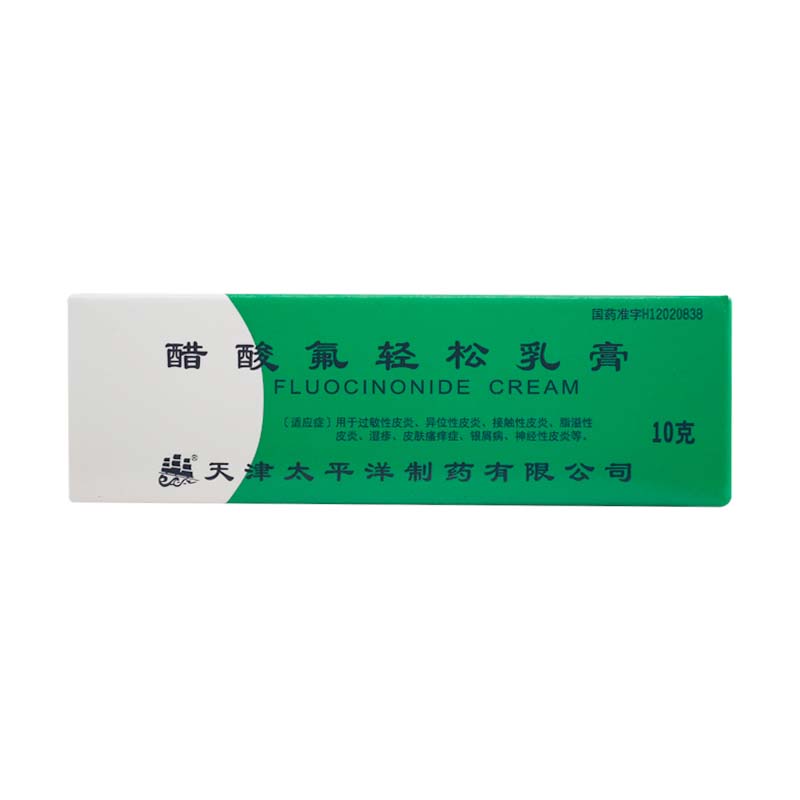 国药准字H12020838
醋酸氟轻松乳膏
FLUOCINONIDE CREAM
〔适应症〕用于过敏性皮炎、异位性皮炎、接触性皮炎、脂溢性
皮炎、湿疹、皮肤瘙痒症、银屑病、神经性皮炎等、
10克
®
天津太平洋制药有限公司